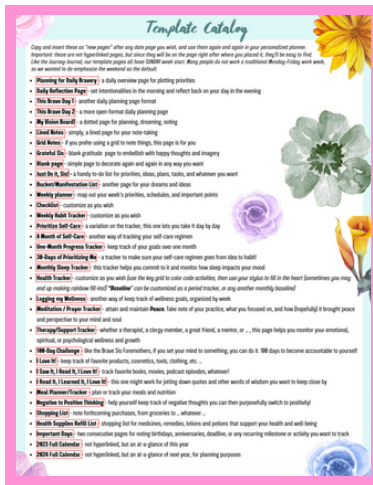 Template Catalog
Copy and insert these as "new pages" after any date page you wish, and use them again and again in your personalized planner.
Important: these are not hyperlinked pages, but since they will be on the page right after where you placed it, they'll be easy to find.
Like the Journey Journal, our template pages all have SUNDAY week start. Many people do not work a traditional Monday-Friday work week,
so we wanted to de-emphasize the weekend as the default.
• Planning for Daily Bravery - a daily overview page for plotting priorities
• Daily Reflection Page - set intentionalities in the morning and reflect back on your day in the evening
• This Brave Day 1 - another daily planning page format
• This Brave Day 2 - a more open-format daily planning page
• My Vision Board! - a dotted page for planning, dreaming, noting
• Lined Notes - simply, a lined page for your note-taking
• Grid Notes - if you prefer using a grid to note things, this page is for you
• Grateful Sis - blank gratitude page to embellish with happy thoughts and imagery
• Blank page - simple page to decorate again and again in any way you want
• Just Do it, Sis! - a handy to-do list for priorities, ideas, plans, tasks, and whatever you want
• Bucket/Manifestation List - another page for your dreams and ideas
• Weekly planner - map out your week's priorities, schedules, and important points
• Checklist - customize as you wish
• Weekly Habit Tracker - customize as you wish
• Prioritize Self-Care - a variation on the tracker, this one lets you take it day by day
• A Month of Self-Care - another way of tracking your self-care regimen
• One-Month Progress Tracker - keep track of your goals over one month
• 30-Days of Prioritizing Me - a tracker to make sure your self-care regimen goes from idea to habit!
• Monthly Sleep Tracker - this tracker helps you commit to it and monitor how sleep impacts your mood
• Health Tracker - customize as you wish (use the key grid to color code activities, then use your stylus to fill in the heart (sometimes you may
end up making rainbow fill-ins!) "Baseline" can be customized as a period tracker, or any another monthly baseline)
• Logging my Wellness - another way of keep track of wellness goals, organized by week
• Meditation / Prayer Tracker - attain and maintain Peace. Take note of your practice, what you focused on, and how (hopefully) it brought peace
and perspective to your mind and soul
• Therapy/Support Tracker - whether a therapist, a clergy member, a great friend, a mentor, or ... , this page helps you monitor your emotional,
spiritual, or psychological wellness and growth
• 100-Day Challenge - like the Brave Sis Foremothers, if you set your mind to something, you can do it. 100 days to become accountable to yourself
• I Love It! - keep track of favorite products, cosmetics, tools, clothing, etc. ...
• I Saw it, I Read It, I Love It! - track favorite books, movies, podcast episodes, whatever!
• I Read It, I Learned It, I Love It! - this one might work for jotting down quotes and other words of wisdom you want to keep close by
• Meal Planner/Tracker - plan or track your meals and nutrition
• Negative to Positive Thinking - help yourself keep track of negative thoughts you can then purposefully switch to positivity!
• Shopping List - note forthcoming purchases, from groceries to ... whatever ...
• Health Supplies Refill List - shopping list for medicines, remedies, lotions and potions that support your health and well-being
• Important Days - two consecutive pages for noting birthdays, anniversaries, deadline, or any recurring milestone or activity you want to track
• 2023 Full Calendar - not hyperlinked, but an at-a-glance of this year
• 2024 Full Calendar - not hyperlinked, but an at-a-glance of next year, for planning purposes